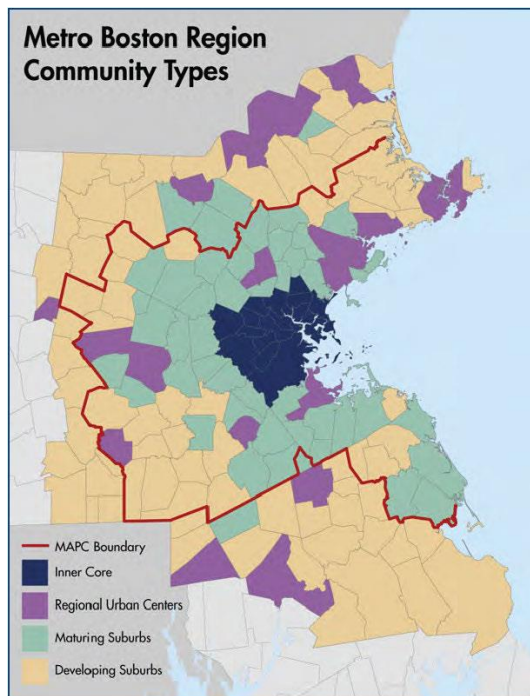 Metro Boston Region
Community Types
MAPC Boundary
Inner Core
Regional Urban Centers
Maturing Suburbs
Developing Suburbs